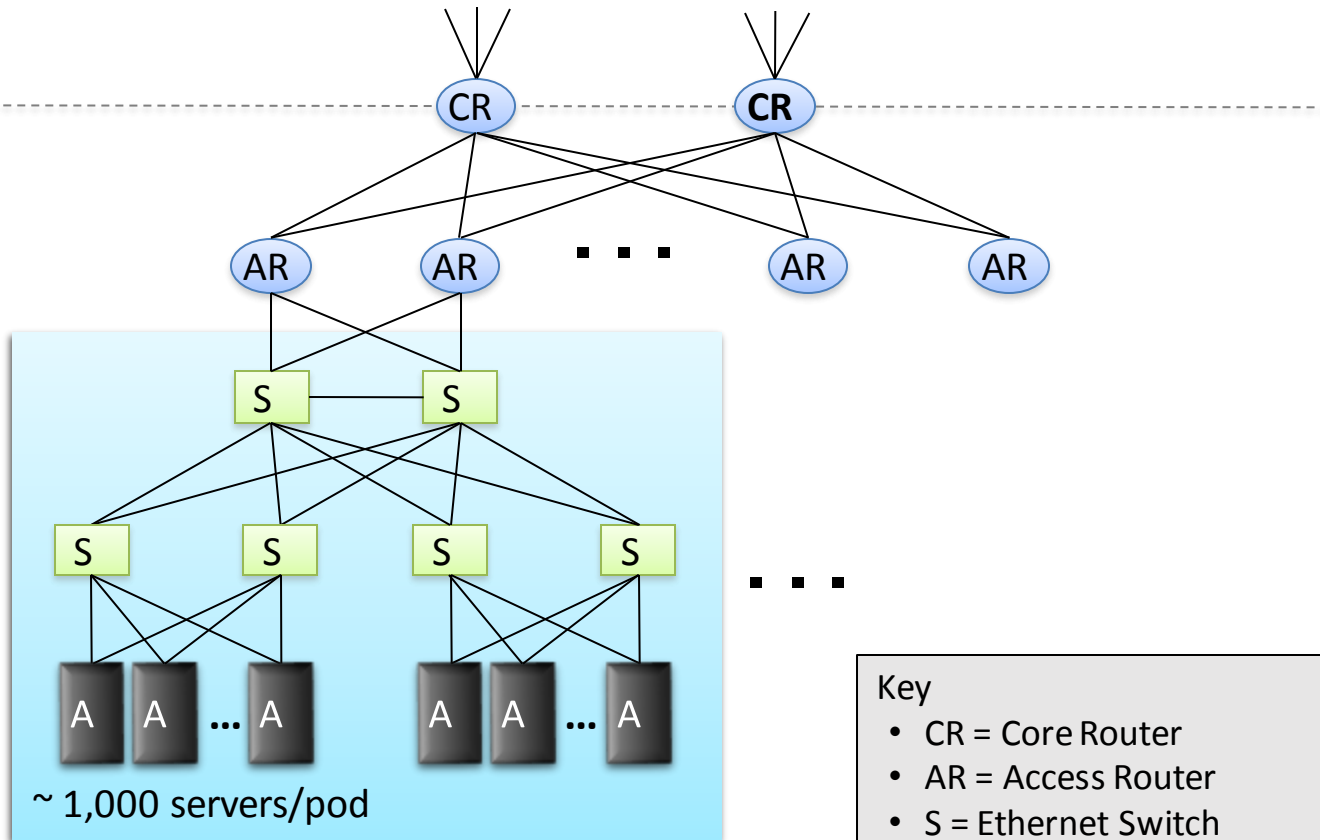 CR CR
AR AR ... AR AR
S S
S S S S
...
A A ... A A A ... A
~ 1,000 servers/pod
Key
• CR = Core Router
• AR = Access Router
• S = Ethernet Switch